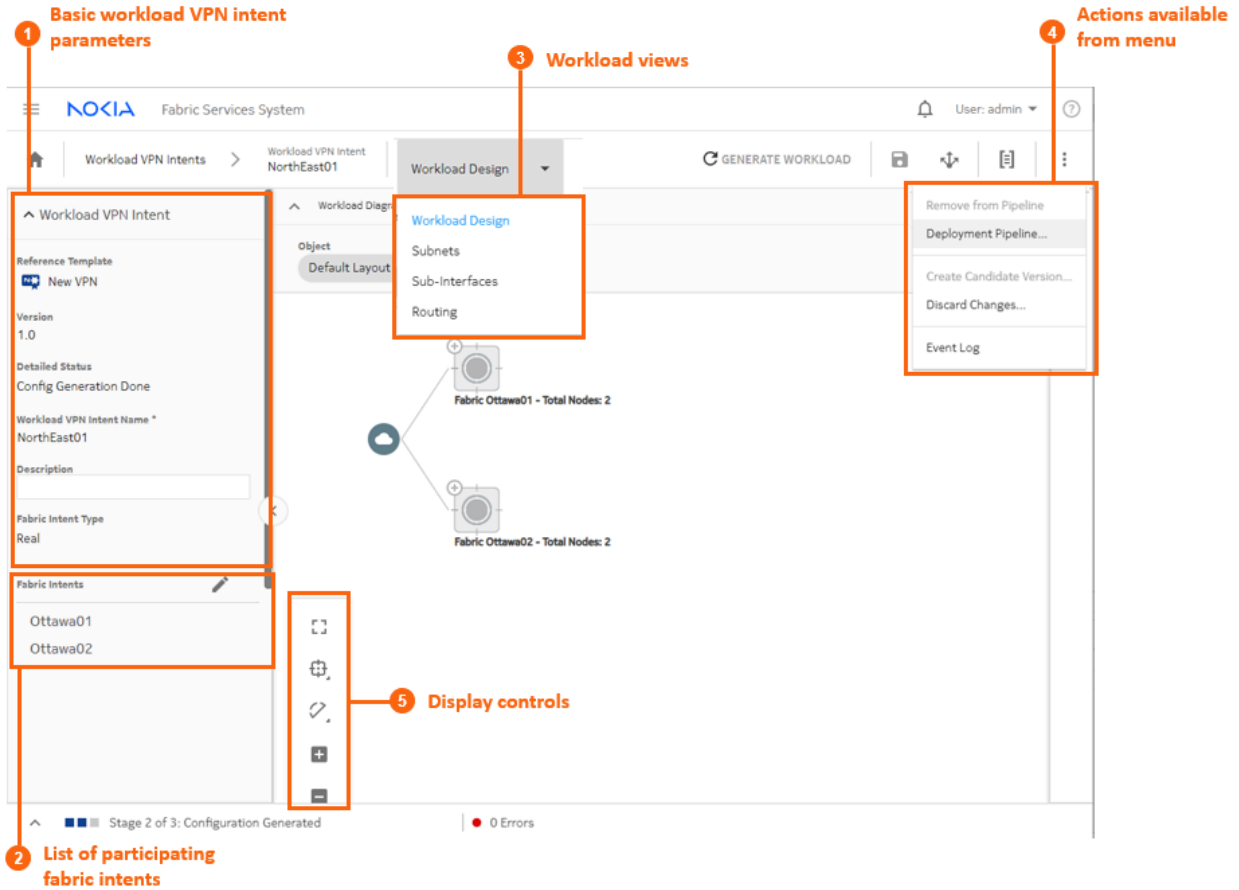 1 Basic workload VPN intent
parameters
3 Workload views
4 Actions available
from menu
NOKIA Fabric Services System
User: admin
?
Workload VPN Intents
Workload VPN Intent
NorthEast01
Workload Design
GENERATE WORKLOAD
Workload VPN Intent
Reference Template
New VPN
Version
1.0
Detailed Status
Config Generation Done
Workload VPN Intent Name *
NorthEast01
Description
Fabric Intent Type
Real
Fabric Intents
Ottawa01
Ottawa02
Workload Diagr
Object
Default Layout
Workload Design
Subnets
Sub-Interfaces
Routing
Remove from Pipeline
Deployment Pipeline...
Create Candidate Version...
Discard Changes...
Event Log
Fabric Ottawa01 - Total Nodes: 2
Fabric Ottawa02 - Total Nodes: 2
5 Display controls
Stage 2 of 3: Configuration Generated
0 Errors
2 List of participating
fabric intents